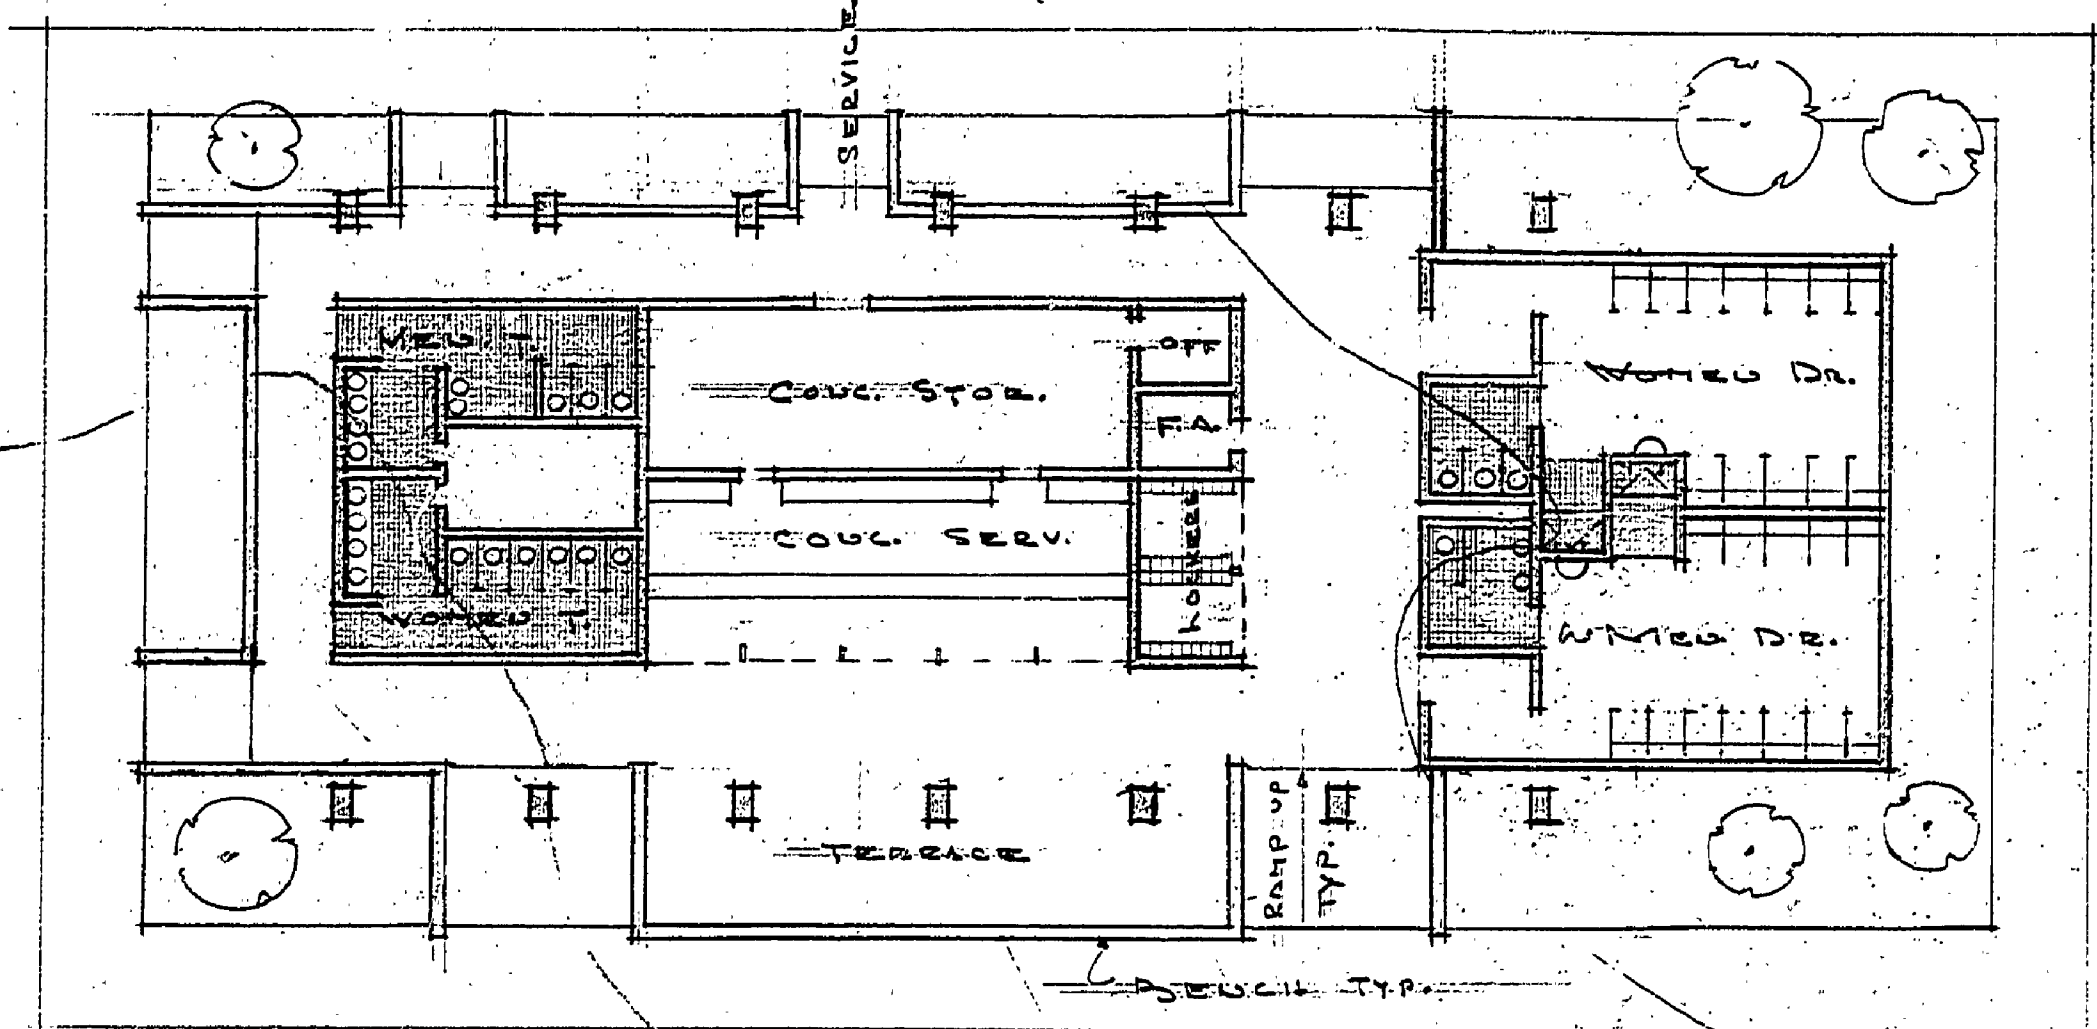 SERVICE
MEN. T.
OFF
CONC. STOR.
WOMEN DR.
F.A.
CONC. SERV.
LOCKERS
WOMEN T.
MEN DR.
RAMP UP
TYP.
TERRACE
BENCH TYP.